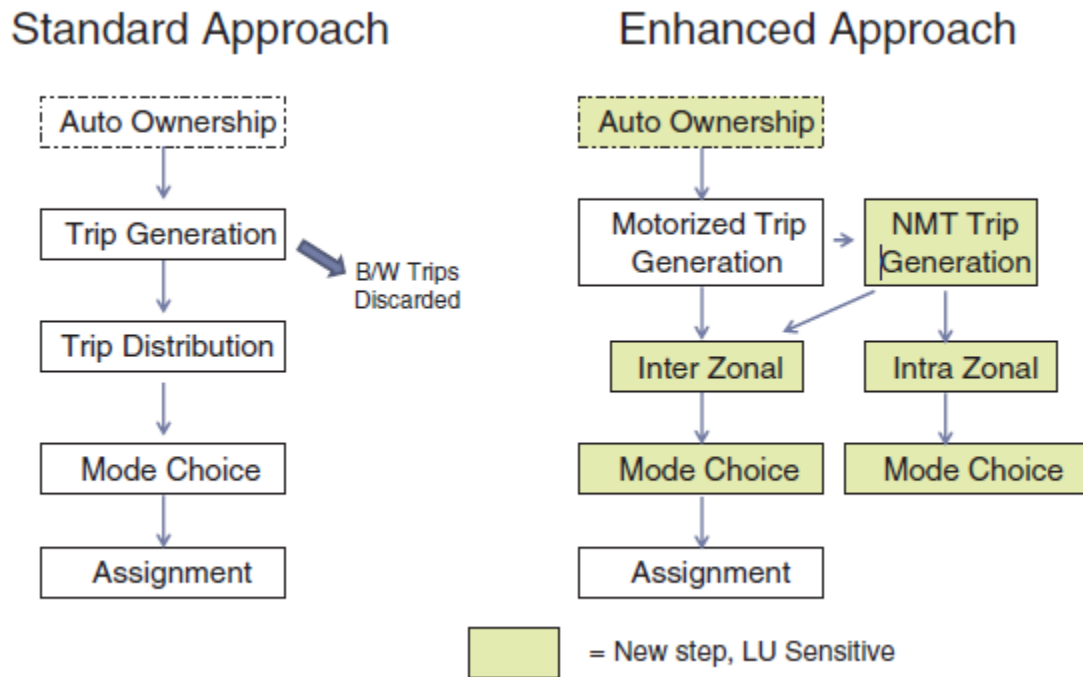 Standard Approach
Auto Ownership
Trip Generation
B/W Trips
Discarded
Trip Distribution
Mode Choice
Assignment
Enhanced Approach
Auto Ownership
Motorized Trip
Generation
NMT Trip
Generation
Inter Zonal
Intra Zonal
Mode Choice
Mode Choice
Assignment
= New step, LU Sensitive